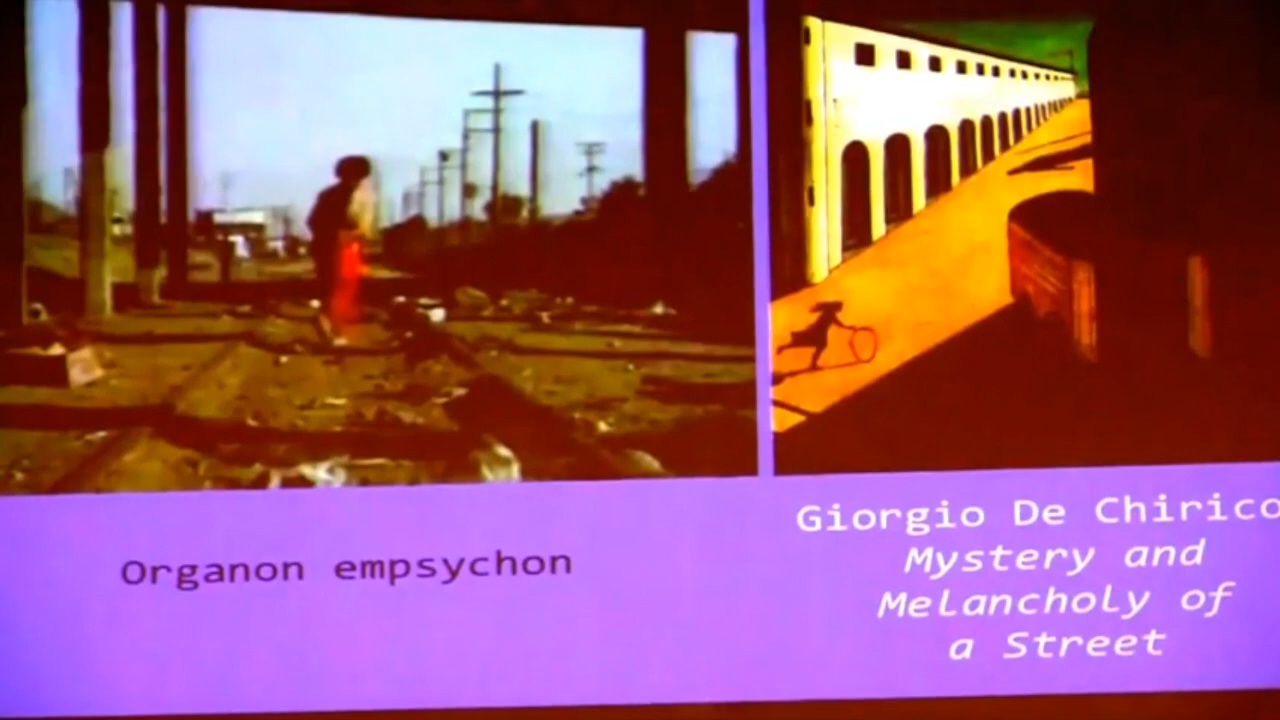 Organon empsychon
Giorgio De Chirico
Mystery and
Melancholy of
a Street